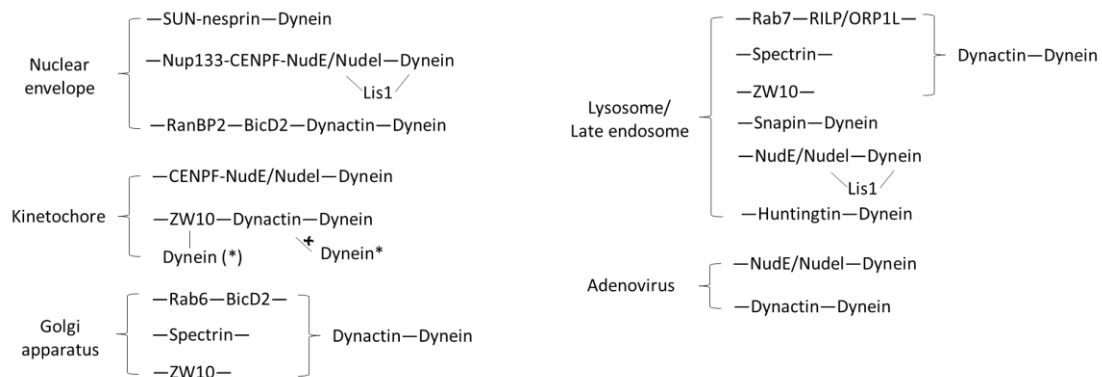 Nuclear
envelope
—SUN-nesprin—Dynein
—Nup133-CENPF-NudE/Nudel—Dynein
Lis1
—RanBP2—BicD2—Dynactin—Dynein
Kinetochore
—CENPF-NudE/Nudel—Dynein
—ZW10—Dynactin—Dynein
+
Dynein (*)
Dynein*
Golgi
apparatus
—Rab6—BicD2—
—Spectrin—
—ZW10—
Dynactin—Dynein
Lysosome/
Late endosome
—Rab7—RILP/ORP1L—
—Spectrin—
—ZW10—
Dynactin—Dynein
—Snapin—Dynein
—NudE/Nudel—Dynein
Lis1
—Huntingtin—Dynein
Adenovirus
—NudE/Nudel—Dynein
—Dynactin—Dynein